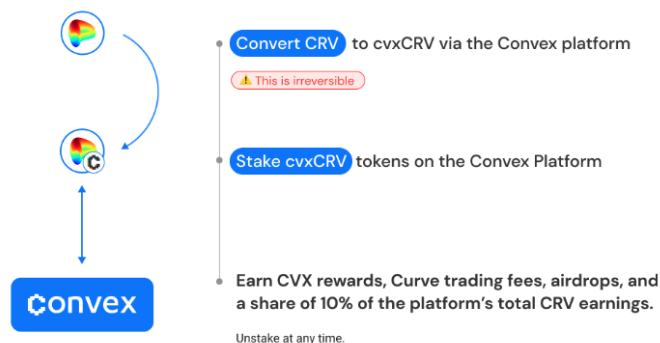 Convert CRV to cvxCRV via the Convex platform
⚠️ This is irreversible
Stake cvxCRV tokens on the Convex Platform
convex
Earn CVX rewards, Curve trading fees, airdrops, and
a share of 10% of the platform's total CRV earnings.
Unstake at any time.